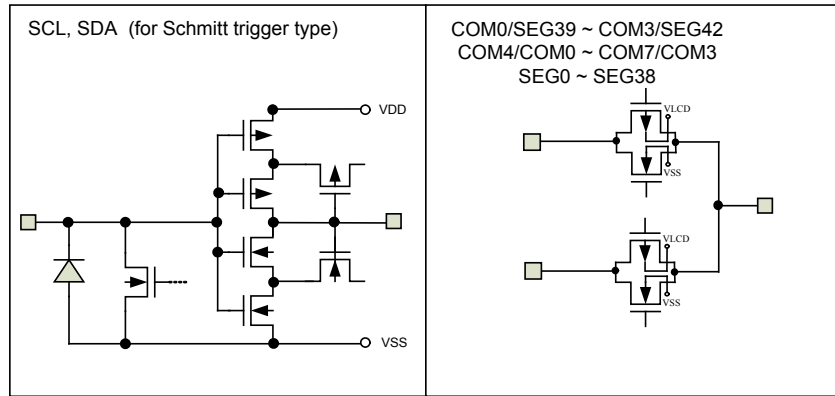 SCL, SDA (for Schmitt trigger type)
VDD
VSS
COM0/SEG39 ~ COM3/SEG42
COM4/COM0 ~ COM7/COM3
SEG0 ~ SEG38
VLCD
VSS
VLCD
VSS